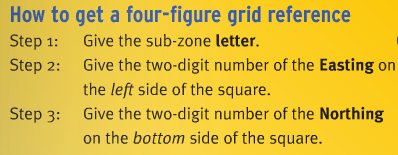 How to get a four-figure grid reference
Step 1: Give the sub-zone letter.
Step 2: Give the two-digit number of the Easting on
the left side of the square.
Step 3: Give the two-digit number of the Northing
on the bottom side of the square.